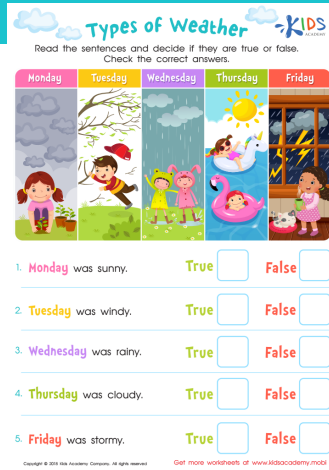 Types of Weather
KIDS
ACADEMY
Read the sentences and decide if they are true or false.
Check the correct answers.
Monday Tuesday Wednesday Thursday Friday
1. Monday was sunny. True False
2. Tuesday was windy. True False
3. Wednesday was rainy. True False
4. Thursday was cloudy. True False
5. Friday was stormy. True False
Copyright © 2018 Kids Academy Company. All rights reserved
Get more worksheets at www.kidsacademy.mobi